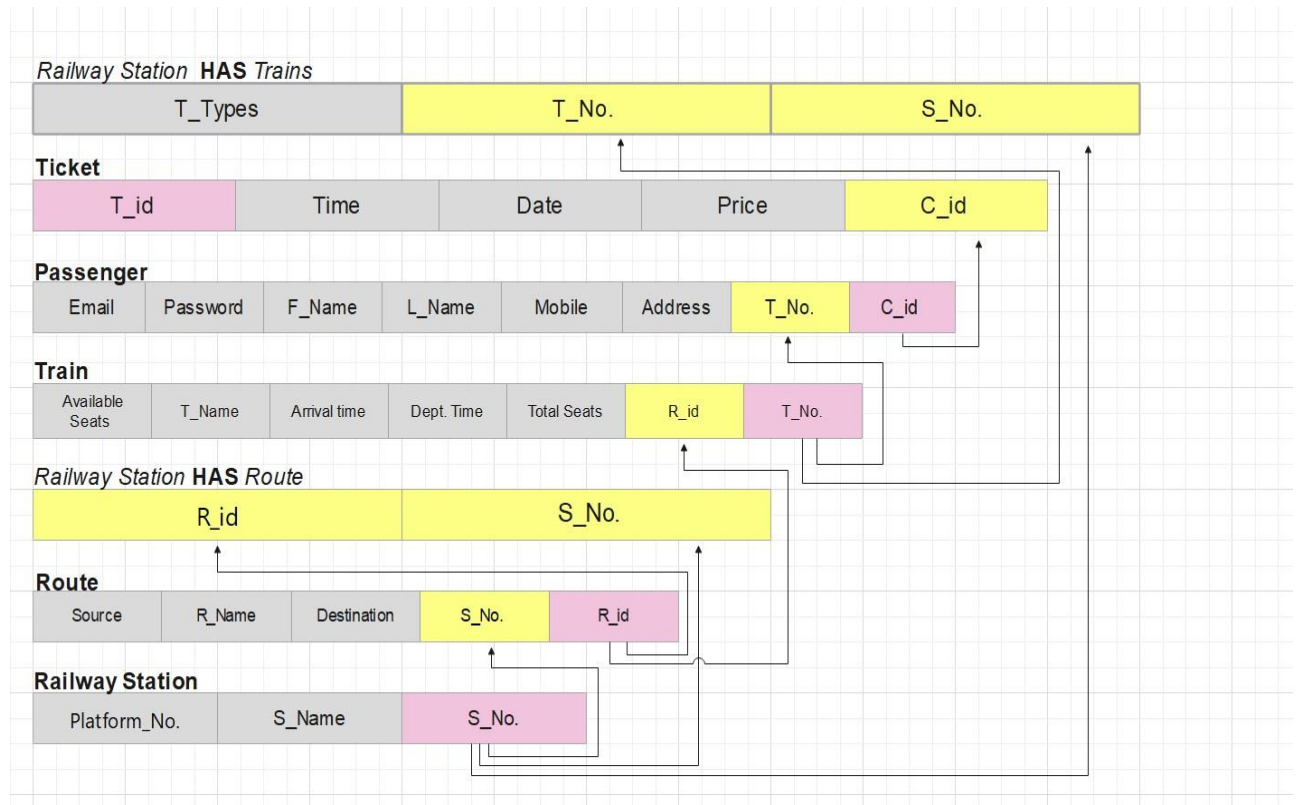 Railway Station HAS Trains
T_Types T_No. S_No.
Ticket
T_id Time Date Price C_id
Passenger
Email Password F_Name L_Name Mobile Address T_No. C_id
Train
Available Seats T_Name Arrival time Dept. Time Total Seats R_id T_No.
Railway Station HAS Route
R_id S_No.
Route
Source R_Name Destination S_No. R_id
Railway Station
Platform_No. S_Name S_No.